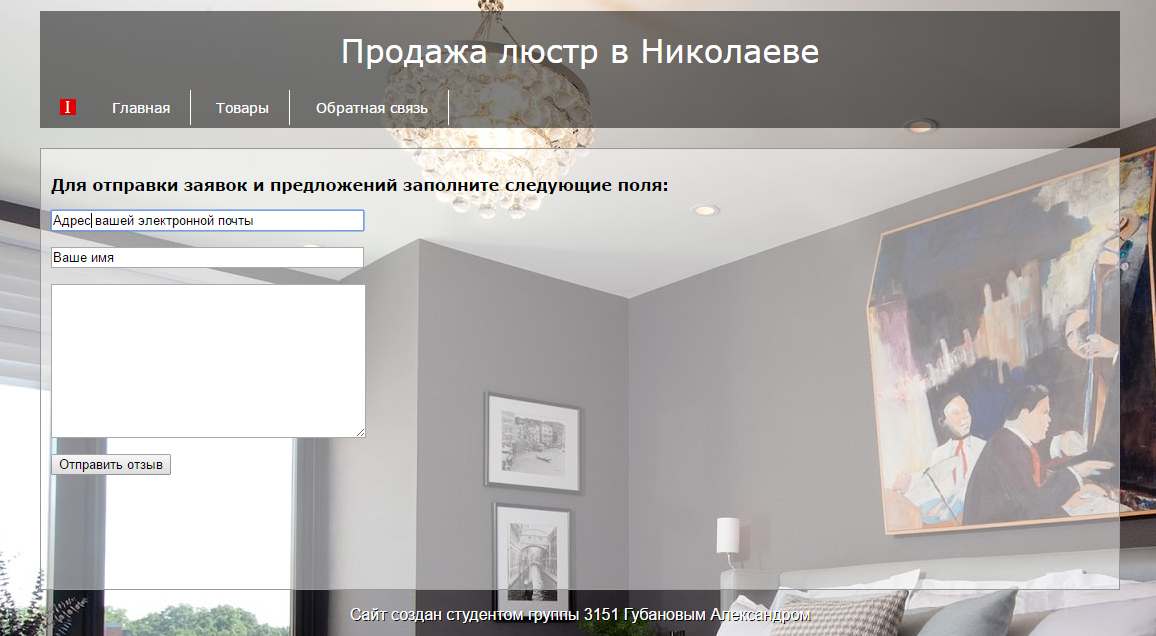 Продажа люстр в Николаеве
I Главная Товары Обратная связь
Для отправки заявок и предложений заполните следующие поля:
Адрес вашей электронной почты
Ваше имя
Отправить отзыв
Сайт создан студентом группы 3151 Губановым Александром